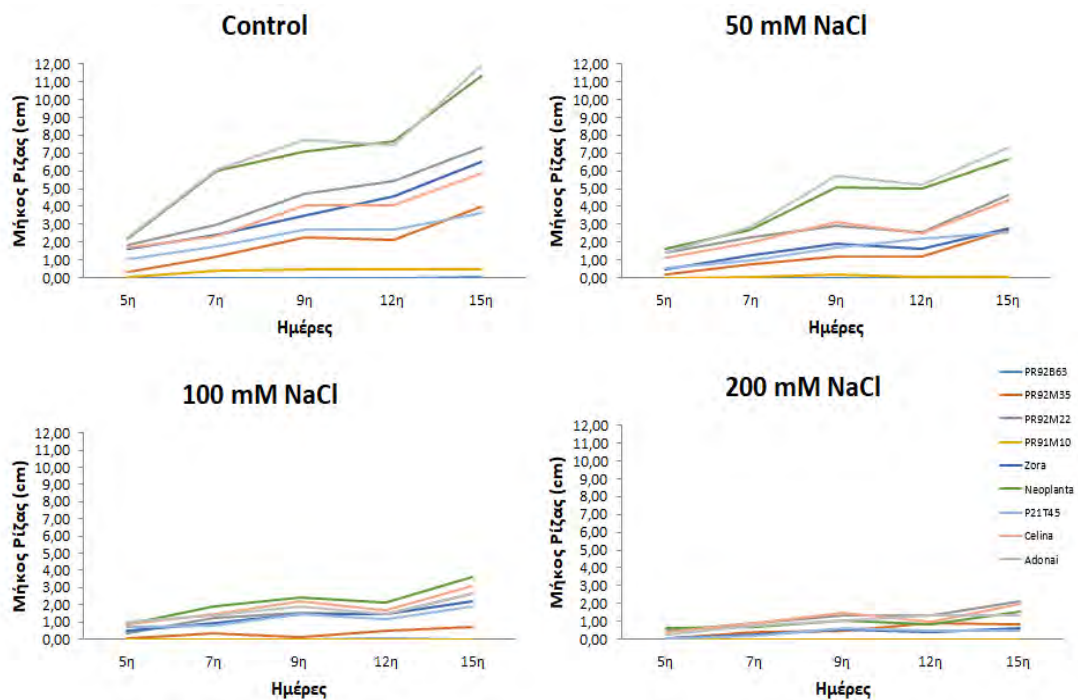 Control
Μήκος Ρίζας (cm)
12,00
11,00
10,00
9,00
8,00
7,00
6,00
5,00
4,00
3,00
2,00
1,00
0,00
5η 7η 9η 12η 15η
Ημέρες
50 mM NaCl
Μήκος Ρίζας (cm)
12,00
11,00
10,00
9,00
8,00
7,00
6,00
5,00
4,00
3,00
2,00
1,00
0,00
5η 7η 9η 12η 15η
Ημέρες
100 mM NaCl
Μήκος Ρίζας (cm)
12,00
11,00
10,00
9,00
8,00
7,00
6,00
5,00
4,00
3,00
2,00
1,00
0,00
5η 7η 9η 12η 15η
Ημέρες
200 mM NaCl
Μήκος Ρίζας (cm)
12,00
11,00
10,00
9,00
8,00
7,00
6,00
5,00
4,00
3,00
2,00
1,00
0,00
5η 7η 9η 12η 15η
Ημέρες
PR92B63
PR92M35
PR92M22
PR91M10
Zora
Neoplanta
P21T45
Celina
Adonai